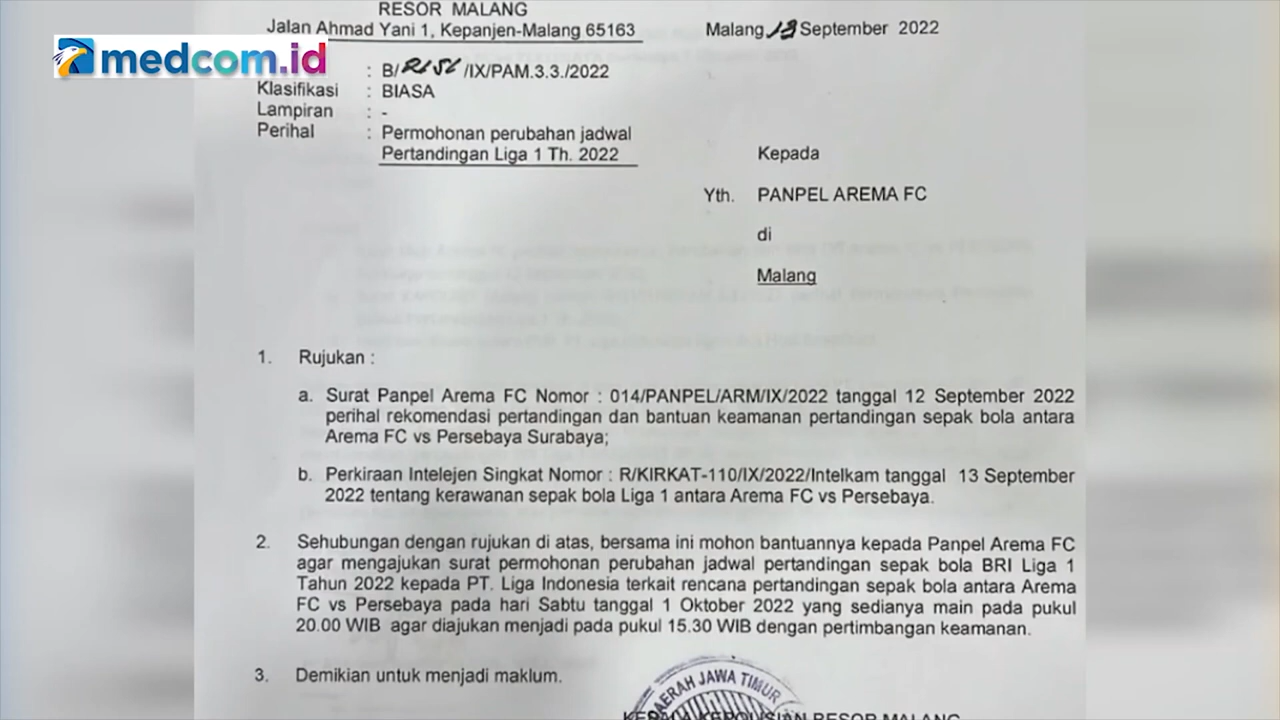 RESOR MALANG
Jalan Ahmad Yani 1, Kepanjen-Malang 65163
Malang, 13 September 2022
medcom.id
: B/ /IX/PAM.3.3./2022
Klasifikasi : BIASA
Lampiran : -
Perihal : Permohonan perubahan jadwal
Pertandingan Liga 1 Th. 2022
Kepada
Yth. PANPEL AREMA FC
di
Malang
1. Rujukan :
a. Surat Panpel Arema FC Nomor : 014/PANPEL/ARM/IX/2022 tanggal 12 September 2022
perihal rekomendasi pertandingan dan bantuan keamanan pertandingan sepak bola antara
Arema FC vs Persebaya Surabaya;
b. Perkiraan Intelejen Singkat Nomor : R/KIRKAT-110/IX/2022/Intelkam tanggal 13 September
2022 tentang kerawanan sepak bola Liga 1 antara Arema FC vs Persebaya.
2. Sehubungan dengan rujukan di atas, bersama ini mohon bantuannya kepada Panpel Arema FC
agar mengajukan surat permohonan perubahan jadwal pertandingan sepak bola BRI Liga 1
Tahun 2022 kepada PT. Liga Indonesia terkait rencana pertandingan sepak bola antara Arema
FC vs Persebaya pada hari Sabtu tanggal 1 Oktober 2022 yang sedianya main pada pukul
20.00 WIB agar diajukan menjadi pada pukul 15.30 WIB dengan pertimbangan keamanan.
3. Demikian untuk menjadi maklum.
DAERAH JAWA TIMUR
KEPALA KEPOLISIAN RESOR MALANG